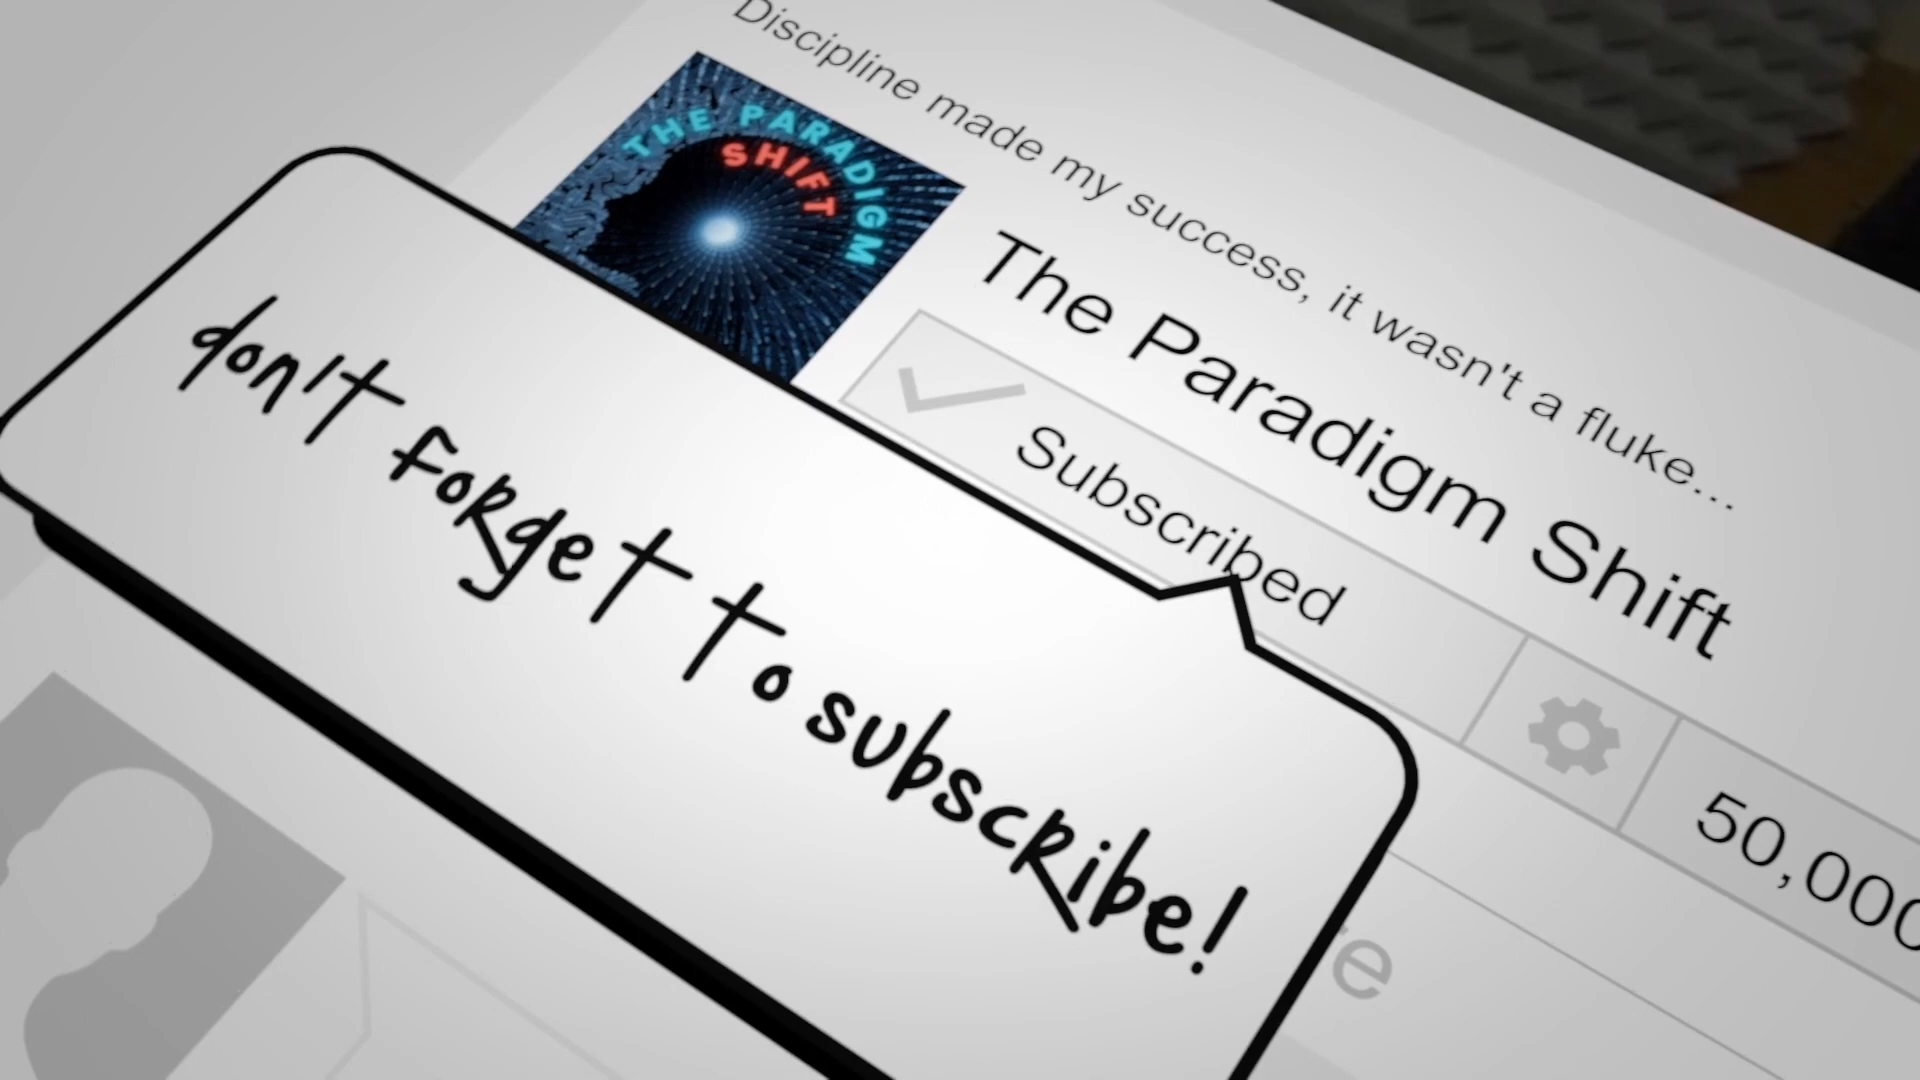 Discipline made my success, it wasn't a fluke...
THE PARADIGM
SHIFT
The Paradigm Shift
Subscribed
50,000
don't forget to subscribe!